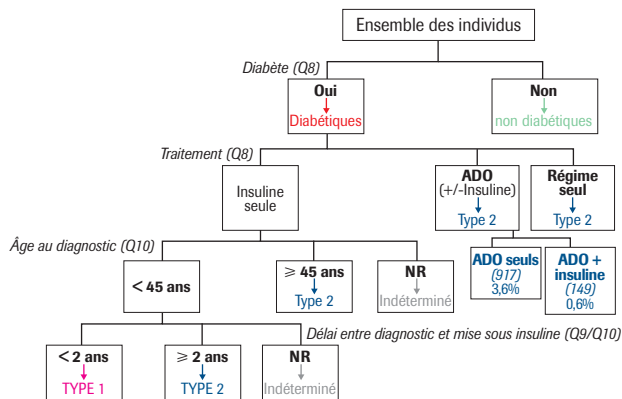 Ensemble des individus
Diabète (Q8)
Oui
Diabétiques
Non
non diabétiques
Traitement (Q8)
Insuline
seule
ADO
(+/-Insuline)
Type 2
Régime
seul
Type 2
Âge au diagnostic (Q10)
< 45 ans
⩾ 45 ans
Type 2
NR
Indéterminé
ADO seuls
(917)
3,6%
ADO +
insuline
(149)
0,6%
Délai entre diagnostic et mise sous insuline (Q9/Q10)
< 2 ans
TYPE 1
⩾ 2 ans
TYPE 2
NR
Indéterminé